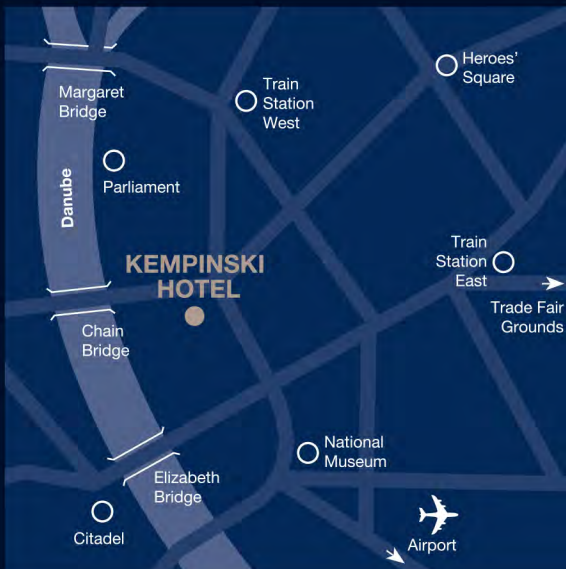 Heroes'
Square
Train
Station
West
Margaret
Bridge
Parliament
Danube
KEMPINSKI
HOTEL
Train
Station
East
Trade Fair
Grounds
Chain
Bridge
National
Museum
Elizabeth
Bridge
Citadel
Airport